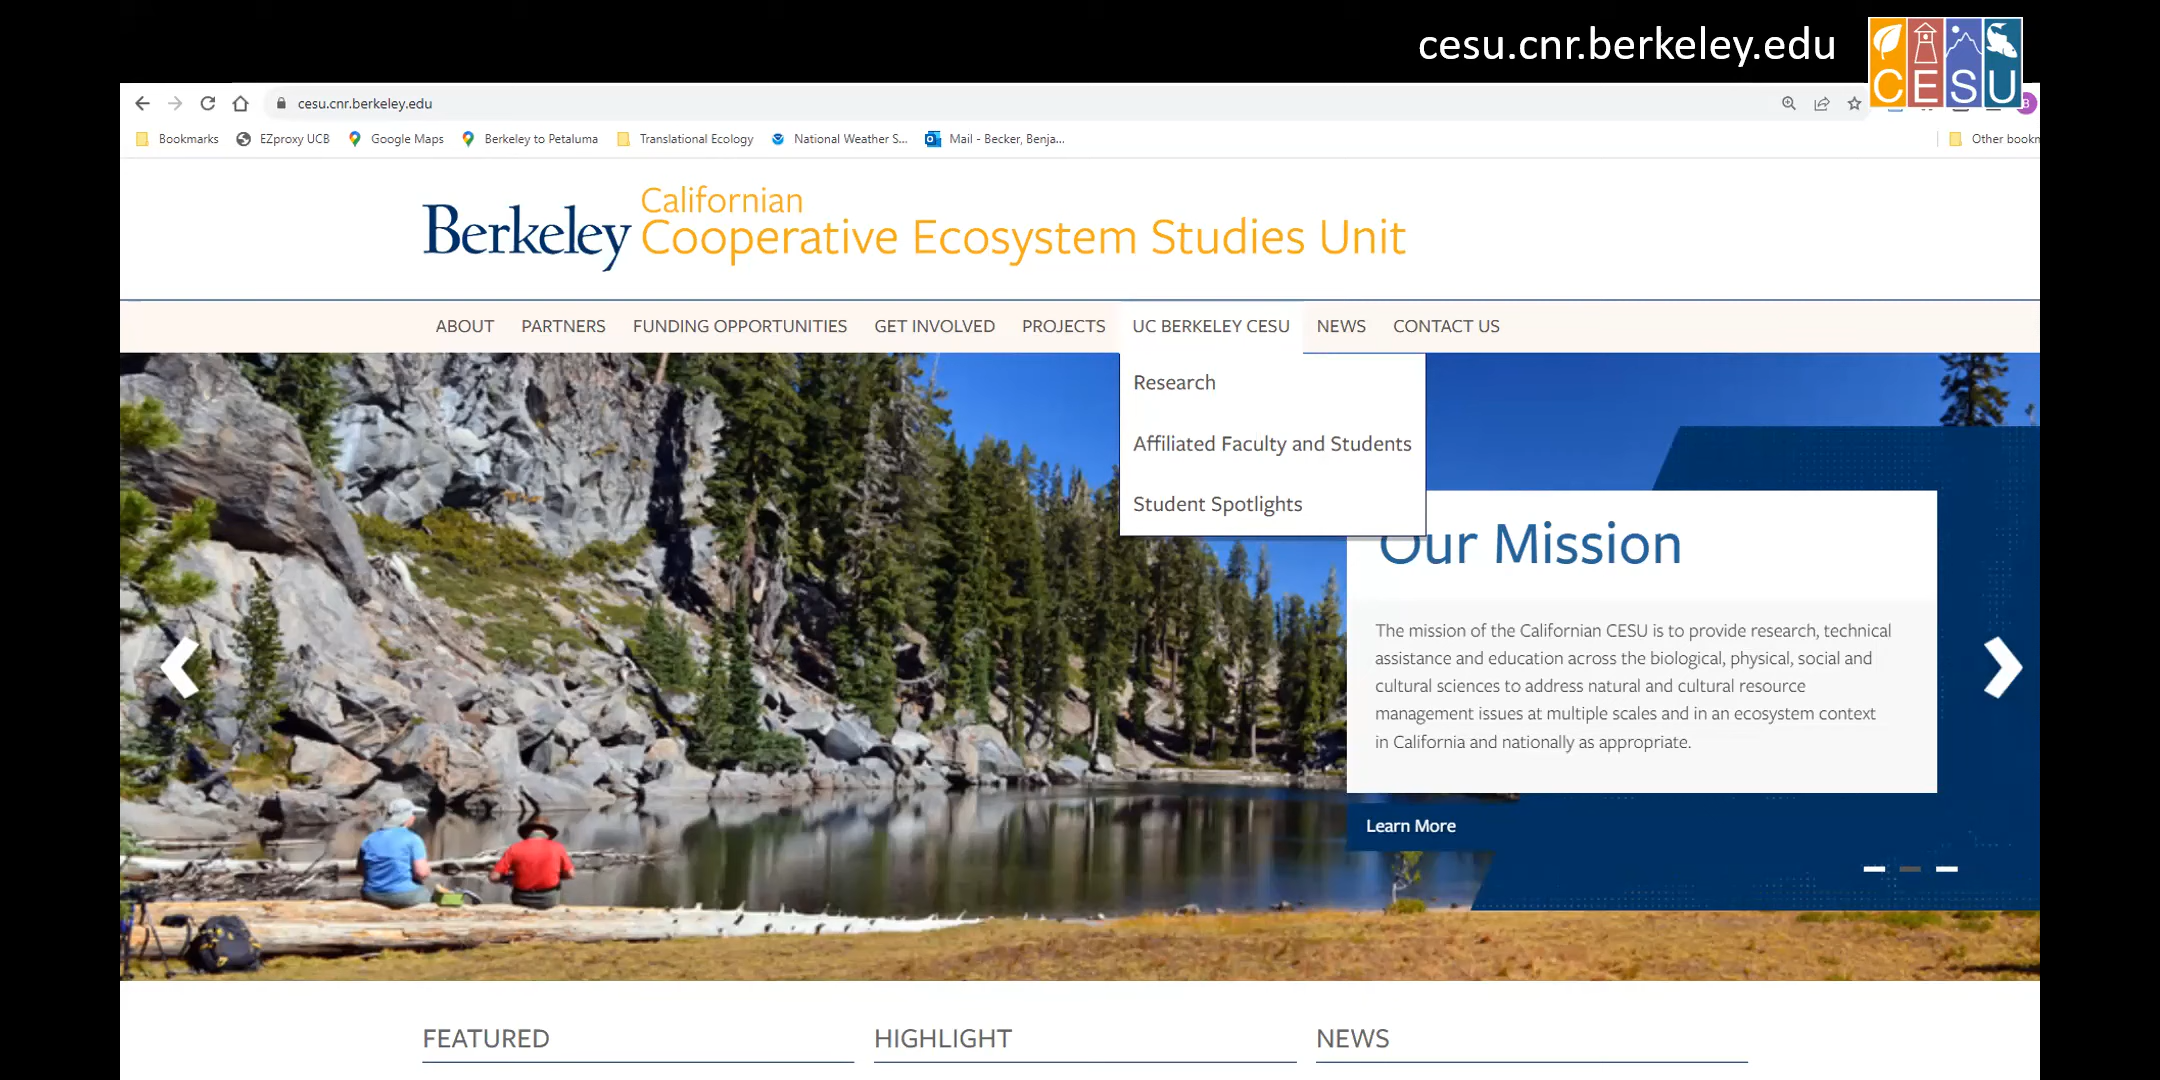 cesu.cnr.berkeley.edu
CESU
cesu.cnr.berkeley.edu
Bookmarks EZproxy UCB Google Maps Berkeley to Petaluma Translational Ecology National Weather S... Mail - Becker, Benja... Other bookm
Californian
Berkeley Cooperative Ecosystem Studies Unit
ABOUT PARTNERS FUNDING OPPORTUNITIES GET INVOLVED PROJECTS UC BERKELEY CESU NEWS CONTACT US
Research
Affiliated Faculty and Students
Student Spotlights
Our Mission
The mission of the Californian CESU is to provide research, technical
assistance and education across the biological, physical, social and
cultural sciences to address natural and cultural resource
management issues at multiple scales and in an ecosystem context
in California and nationally as appropriate.
Learn More
FEATURED HIGHLIGHT NEWS